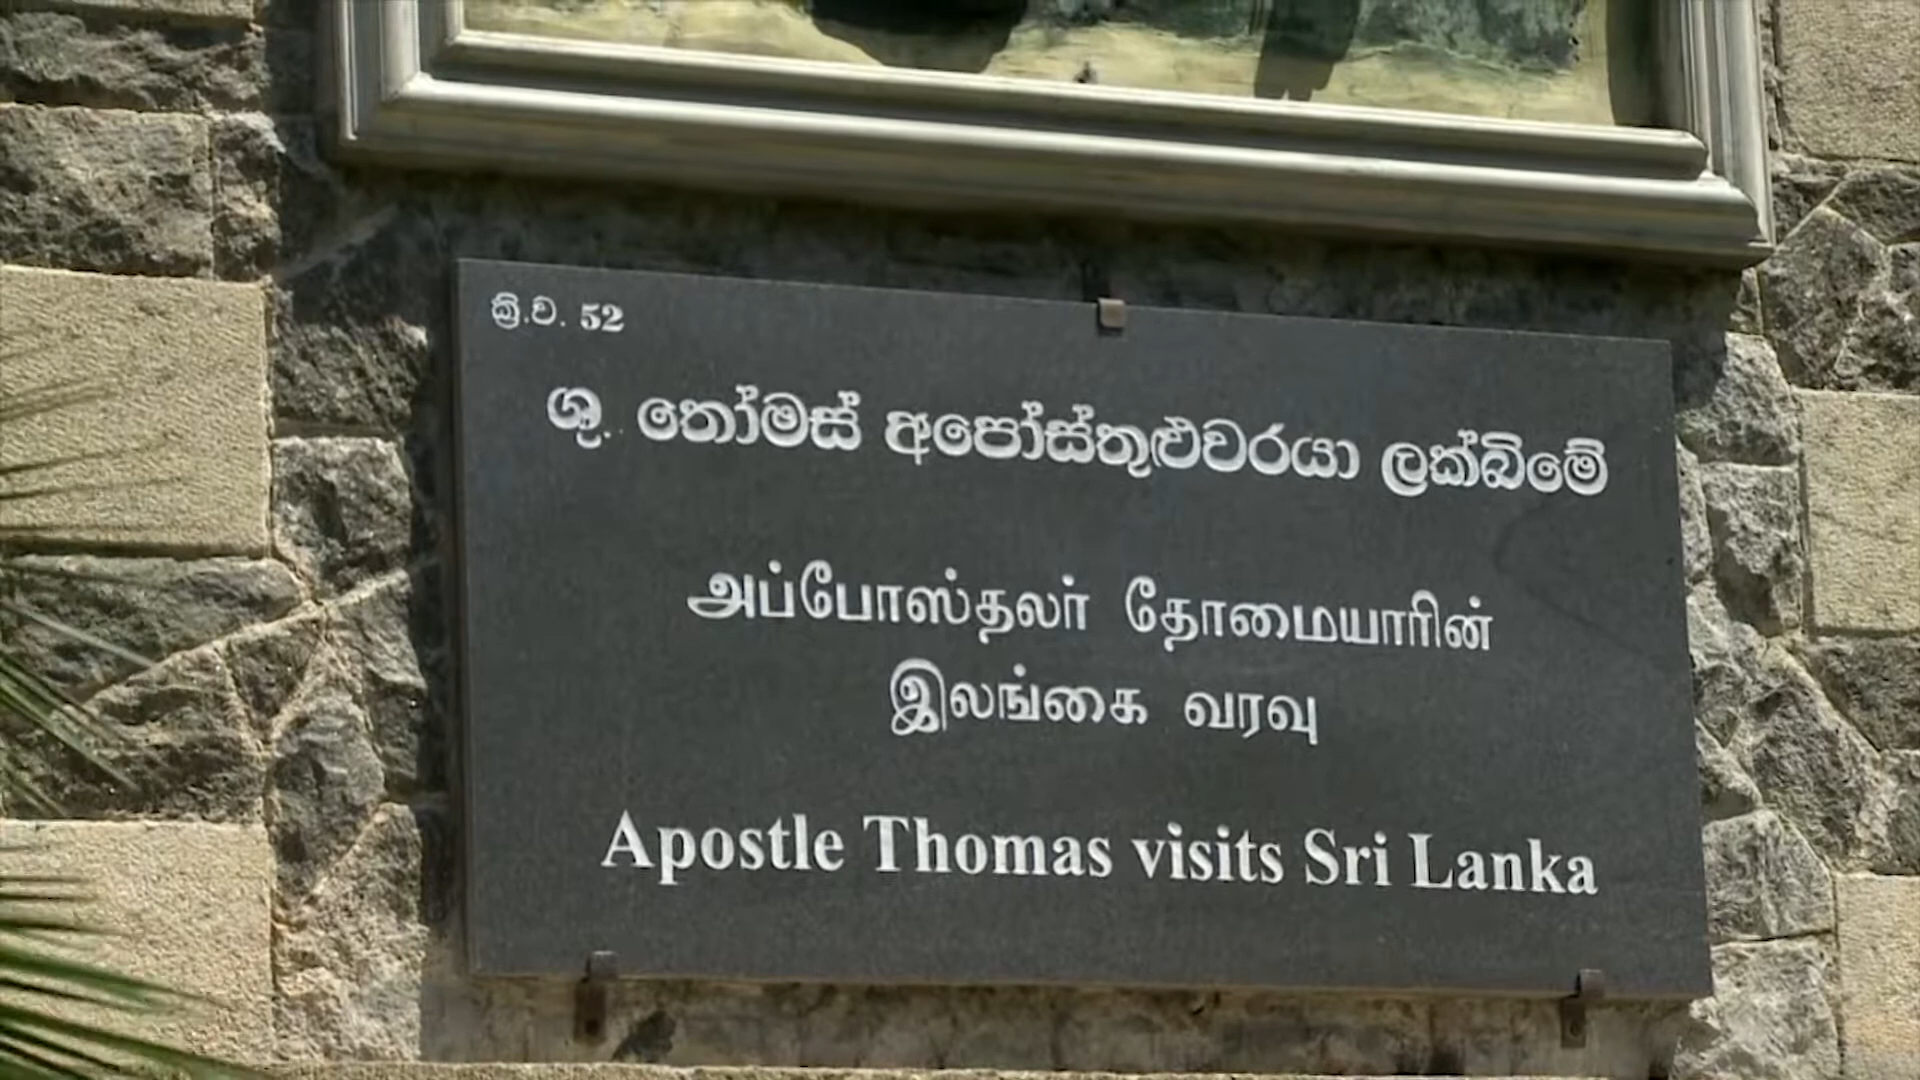 ක්‍රි.ව. 52
ශු. තෝමස් අපෝස්තුළුවරයා ලක්බිමේ
அப்போஸ்தலர் தோமையாரின்
இலங்கை வரவு
Apostle Thomas visits Sri Lanka